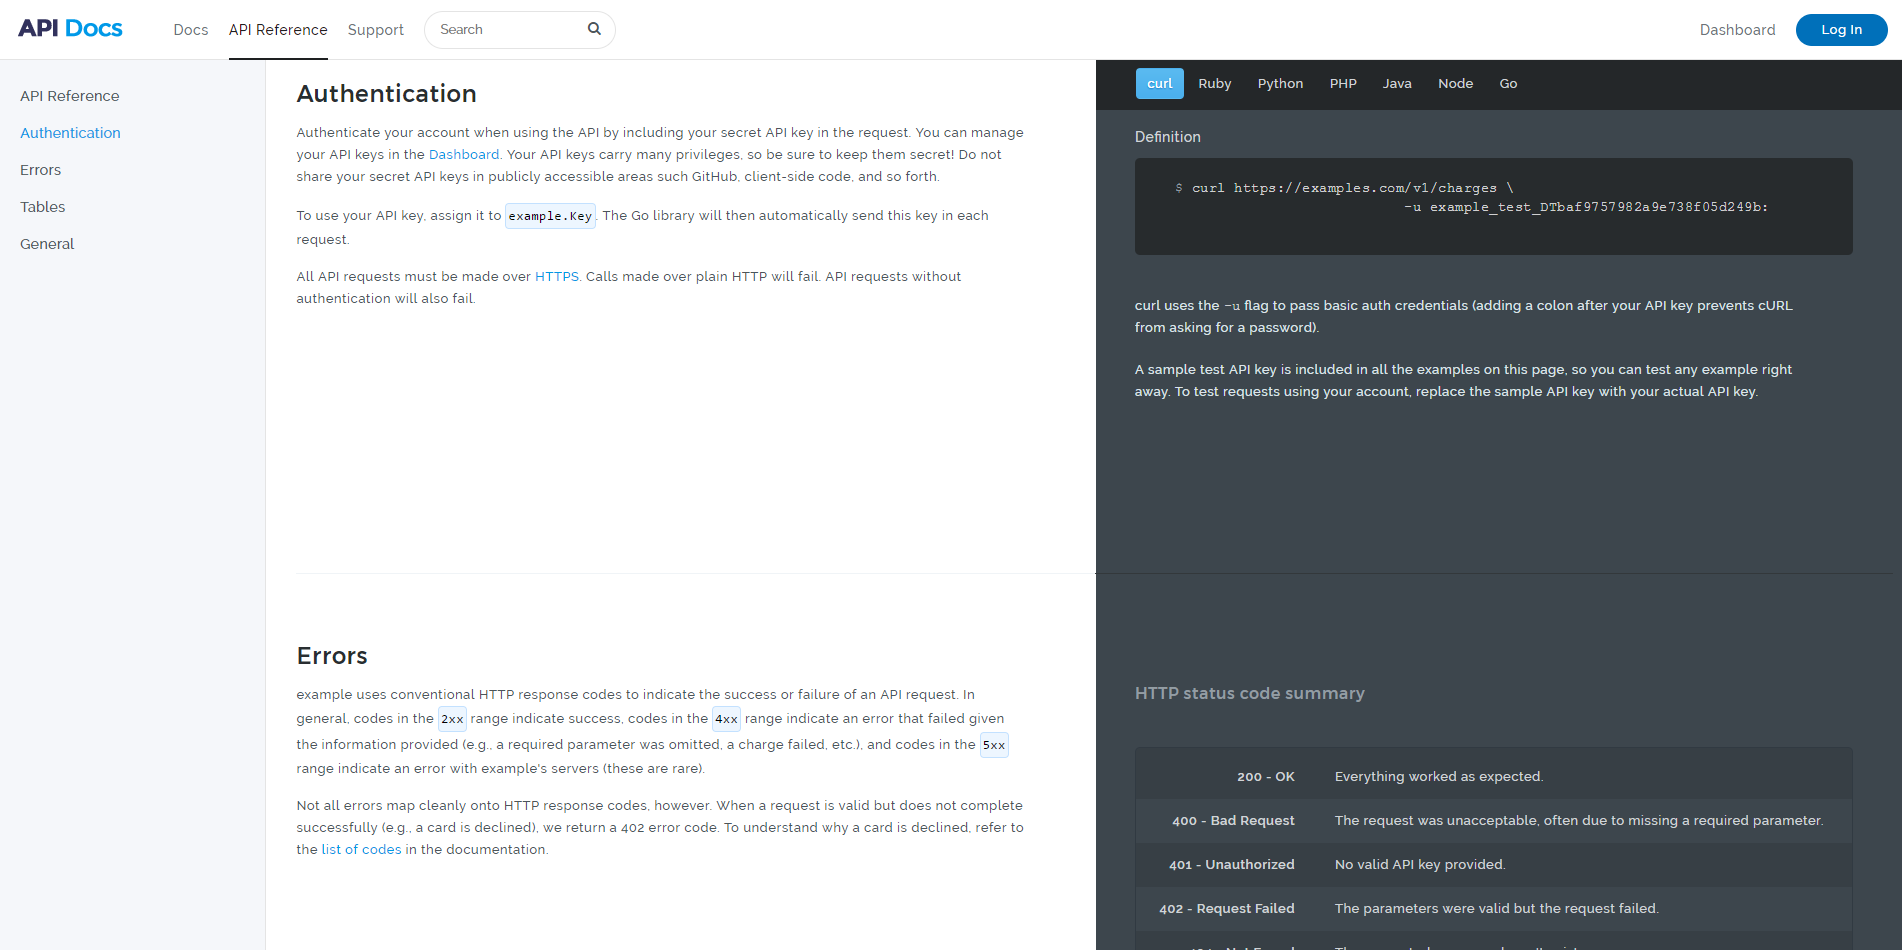 API Docs
Docs API Reference Support Search
Dashboard Log In
API Reference
Authentication
Errors
Tables
General
Authentication
Authenticate your account when using the API by including your secret API key in the request. You can manage
your API keys in the Dashboard. Your API keys carry many privileges, so be sure to keep them secret! Do not
share your secret API keys in publicly accessible areas such GitHub, client-side code, and so forth.
To use your API key, assign it to example.Key. The Go library will then automatically send this key in each
request.
All API requests must be made over HTTPS. Calls made over plain HTTP will fail. API requests without
authentication will also fail.
Errors
example uses conventional HTTP response codes to indicate the success or failure of an API request. In
general, codes in the 2xx range indicate success, codes in the 4xx range indicate an error that failed given
the information provided (e.g., a required parameter was omitted, a charge failed, etc.), and codes in the 5xx
range indicate an error with example's servers (these are rare).
Not all errors map cleanly onto HTTP response codes, however. When a request is valid but does not complete
successfully (e.g., a card is declined), we return a 402 error code. To understand why a card is declined, refer to
the list of codes in the documentation.
curl Ruby Python PHP Java Node Go
Definition
$ curl https://examples.com/v1/charges \
-u example_test_DTbaf9757982a9e738f05d249b:
curl uses the -u flag to pass basic auth credentials (adding a colon after your API key prevents cURL
from asking for a password).
A sample test API key is included in all the examples on this page, so you can test any example right
away. To test requests using your account, replace the sample API key with your actual API key.
HTTP status code summary
200 - OK Everything worked as expected.
400 - Bad Request The request was unacceptable, often due to missing a required parameter.
401 - Unauthorized No valid API key provided.
402 - Request Failed The parameters were valid but the request failed.